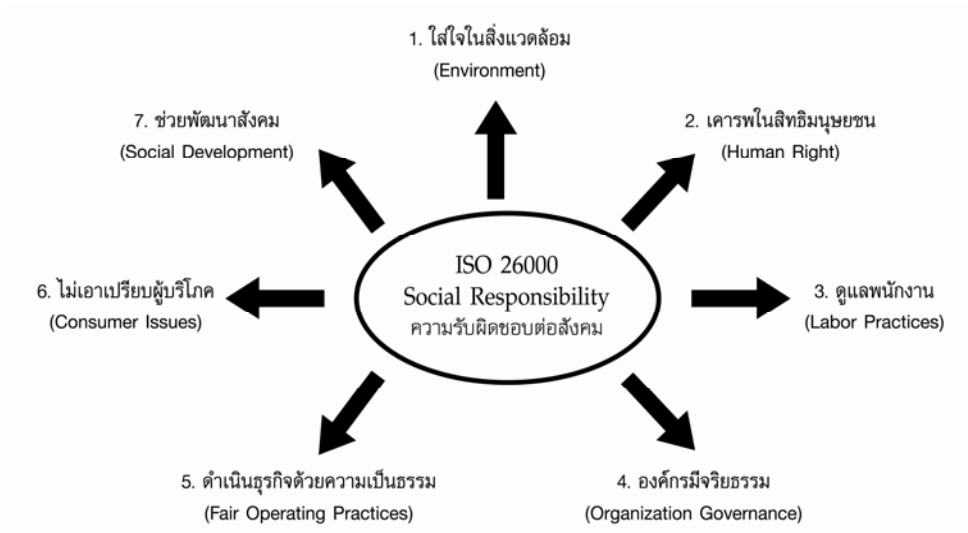 1. ใส่ใจในสิ่งแวดล้อม
(Environment)
2. เคารพในสิทธิมนุษยชน
(Human Right)
3. ดูแลพนักงาน
(Labor Practices)
4. องค์กรมีจริยธรรม
(Organization Governance)
5. ดำเนินธุรกิจด้วยความเป็นธรรม
(Fair Operating Practices)
6. ไม่เอาเปรียบผู้บริโภค
(Consumer Issues)
7. ช่วยพัฒนาสังคม
(Social Development)
ISO 26000
Social Responsibility
ความรับผิดชอบต่อสังคม